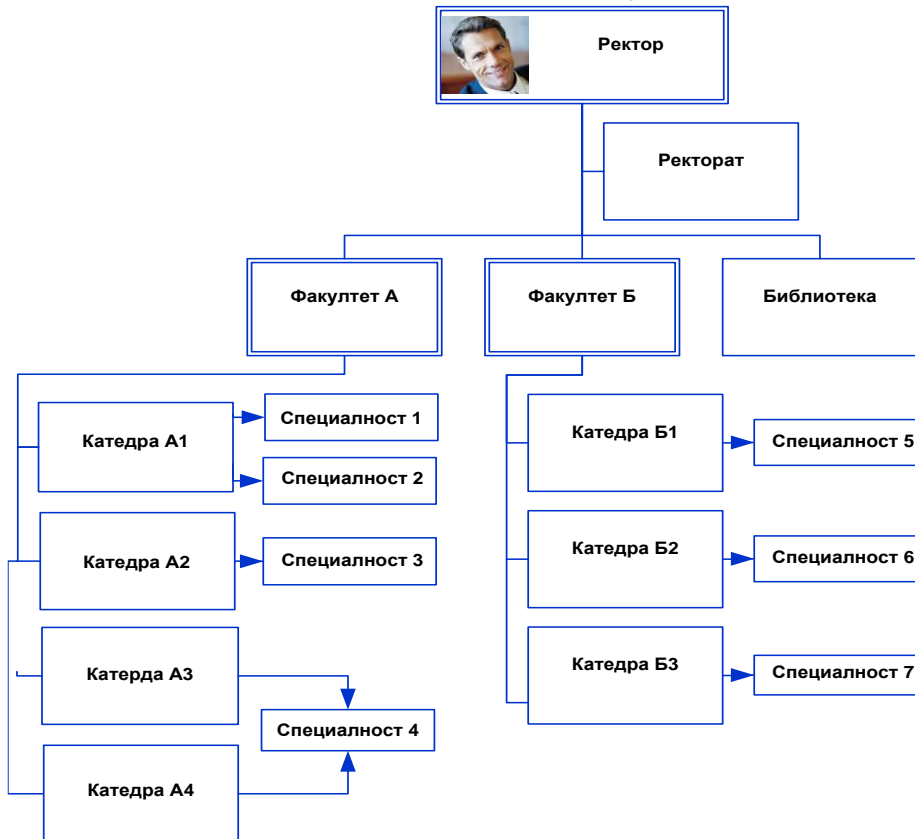 Ректор
Ректорат
Факултет А
Факултет Б
Библиотека
Катедра А1
Специалност 1
Специалност 2
Катедра А2
Специалност 3
Катерда А3
Специалност 4
Катедра А4
Катедра Б1
Специалност 5
Катедра Б2
Специалност 6
Катедра Б3
Специалност 7